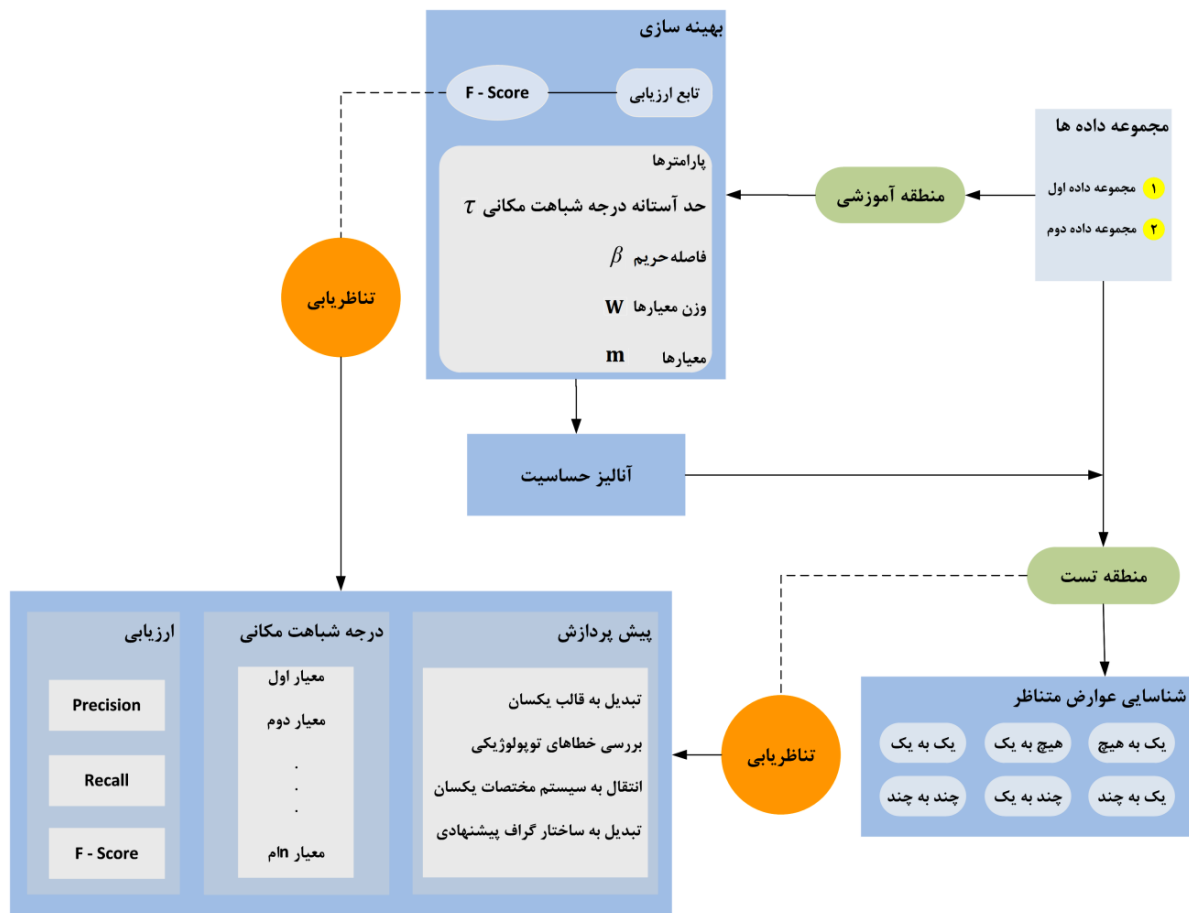 بهینه سازی
تابع ارزیابی
F - Score
پارامترها
حد آستانه درجه شباهت مکانی τ
فاصله حریم β
وزن معیارها W
معیارها m
مجموعه داده ها
۱ مجموعه داده اول
۲ مجموعه داده دوم
منطقه آموزشی
تناظریابی
آنالیز حساسیت
منطقه تست
شناسایی عوارض متناظر
یک به هیچ
هیچ به یک
یک به یک
یک به چند
چند به یک
چند به چند
تناظریابی
پیش پردازش
تبدیل به قالب یکسان
بررسی خطاهای توپولوژیکی
انتقال به سیستم مختصات یکسان
تبدیل به ساختار گراف پیشنهادی
درجه شباهت مکانی
معیار اول
معیار دوم
.
.
.
معیار nام
ارزیابی
Precision
Recall
F - Score